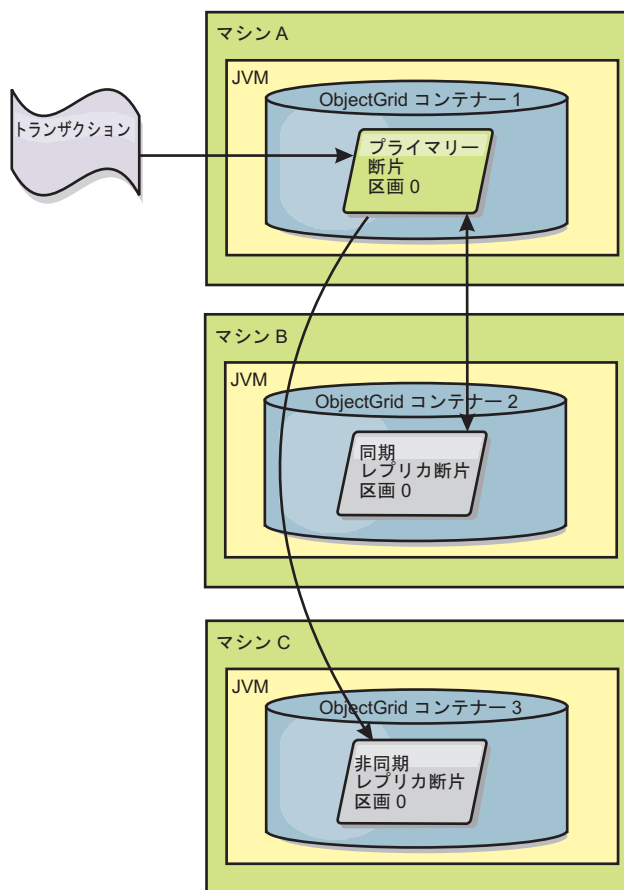 マシン A
JVM
ObjectGrid コンテナー 1
トランザクション
プライマリー
断片
区画 0
マシン B
JVM
ObjectGrid コンテナー 2
同期
レプリカ断片
区画 0
マシン C
JVM
ObjectGrid コンテナー 3
非同期
レプリカ断片
区画 0